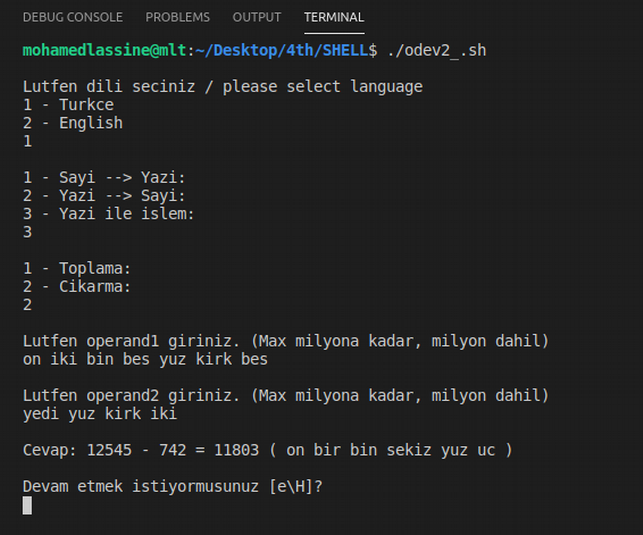 DEBUG CONSOLE PROBLEMS OUTPUT TERMINAL
mohamedlassine@mlt:~/Desktop/4th/SHELL$ ./odev2_.sh
Lutfen dili seciniz / please select language
1 - Turkce
2 - English
1
1 - Sayi --> Yazi:
2 - Yazi --> Sayi:
3 - Yazi ile islem:
3
1 - Toplama:
2 - Cikarma:
2
Lutfen operand1 giriniz. (Max milyona kadar, milyon dahil)
on iki bin bes yuz kirk bes
Lutfen operand2 giriniz. (Max milyona kadar, milyon dahil)
yedi yuz kirk iki
Cevap: 12545 - 742 = 11803 ( on bir bin sekiz yuz uc )
Devam etmek istiyormusunuz [e\H]?